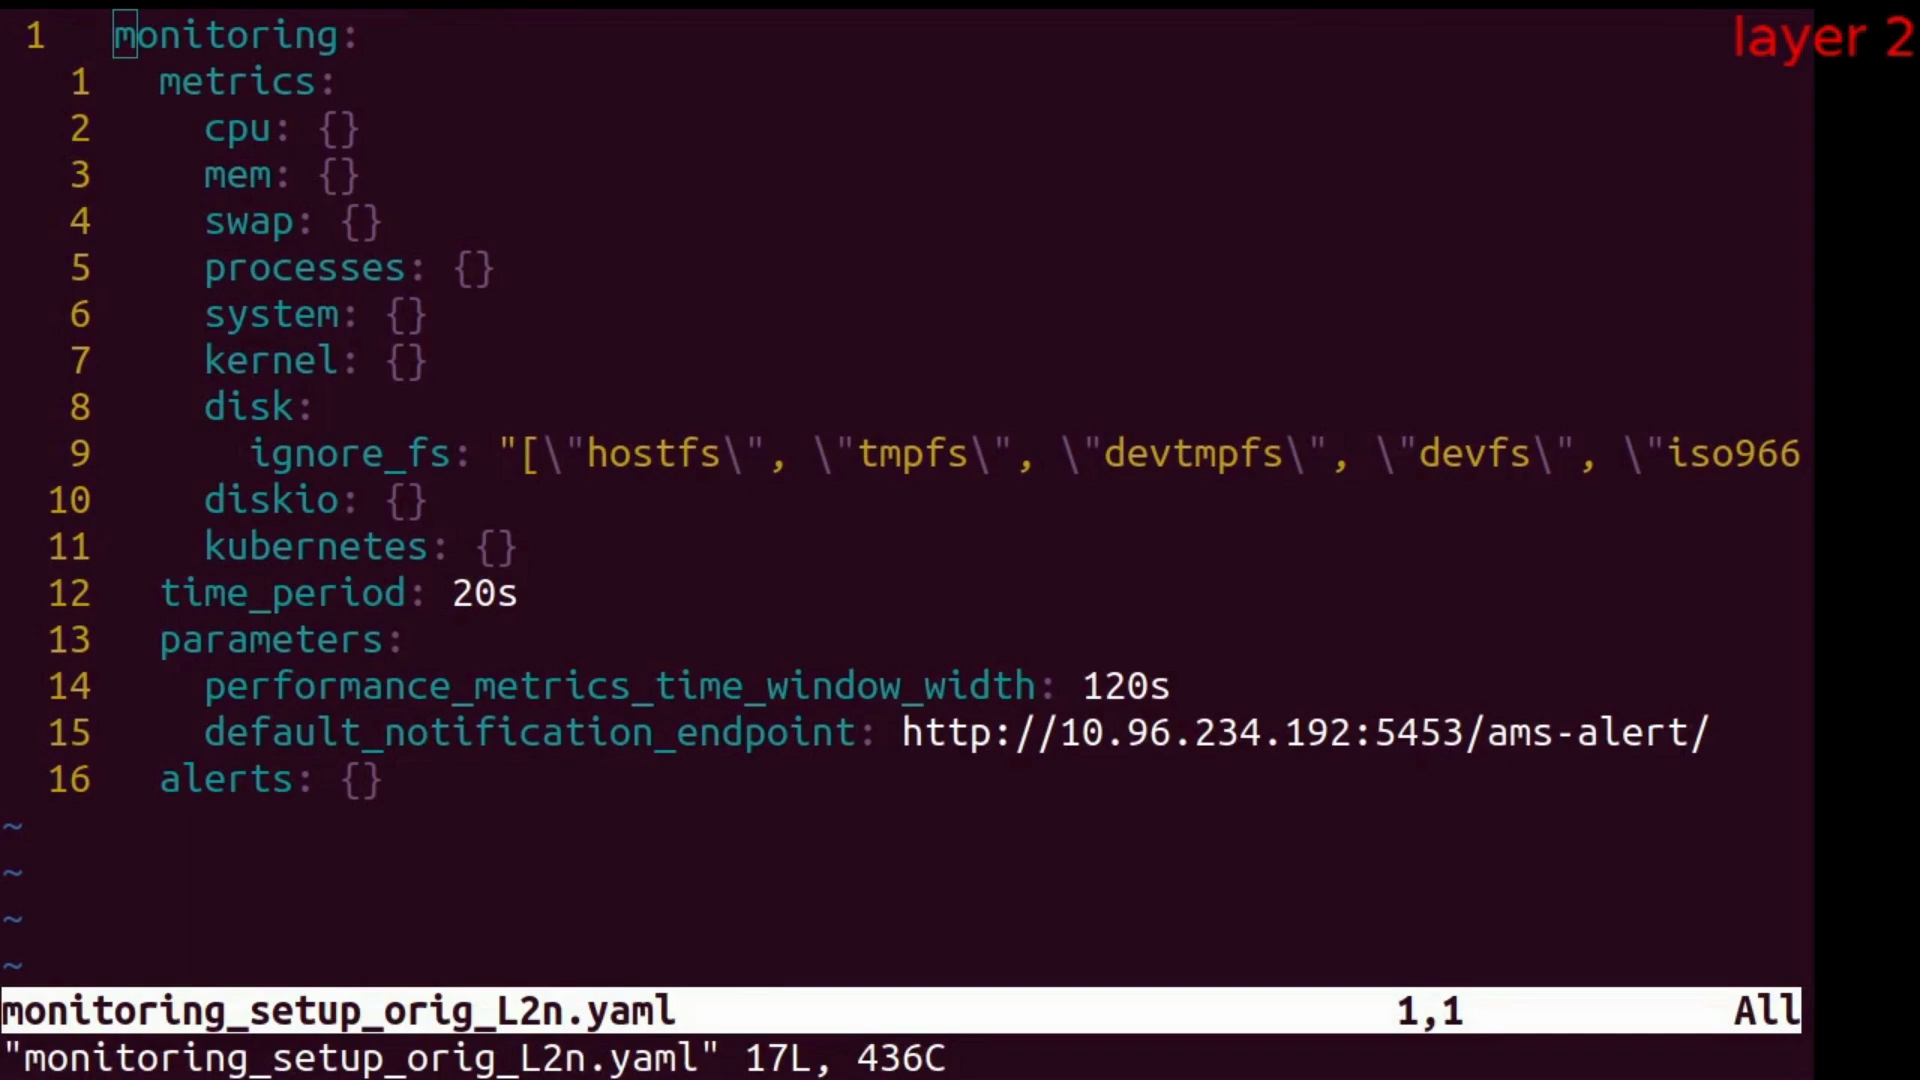 layer 2
1 monitoring:
1 metrics:
2 cpu: {}
3 mem: {}
4 swap: {}
5 processes: {}
6 system: {}
7 kernel: {}
8 disk:
9 ignore_fs: "[\"hostfs\", \"tmpfs\", \"devtmpfs\", \"devfs\", \"iso966
10 diskio: {}
11 kubernetes: {}
12 time_period: 20s
13 parameters:
14 performance_metrics_time_window_width: 120s
15 default_notification_endpoint: http://10.96.234.192:5453/ams-alert/
16 alerts: {}
~
~
~
~
monitoring_setup_orig_L2n.yaml 1,1 All
"monitoring_setup_orig_L2n.yaml" 17L, 436C